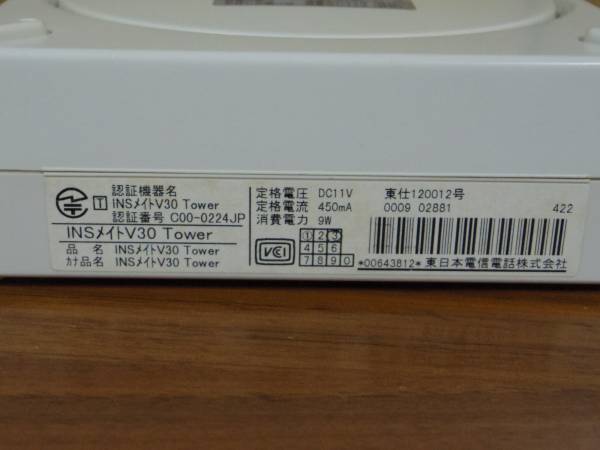 認証機器名
T INSメイトV30 Tower
認証番号 C00-0224JP
INSメイトV30 Tower
品 名 INSメイトV30 Tower
カナ品名 INSメイトV30 Tower
定格電圧 DC11V
定格電流 450mA
消費電力 9W
VCCI
1 2 3
4 5 6
7 8 9 0
東仕120012号
0009 02881 422
*00643812* 東日本電信電話株式会社